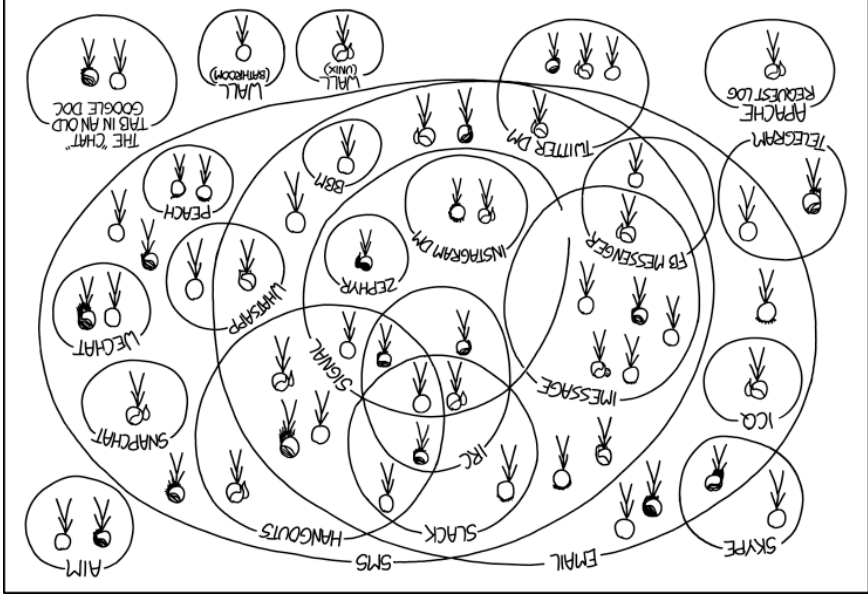 SKYPE
EMAIL
SMS
AIM
SLACK
HANGOUTS
IRC
ICQ
SNAPCHAT
IMESSAGE
SIGNAL
WECHAT
WHATSAPP
ZEPHYR
FB MESSENGER
INSTAGRAM DM
PEACH
BBM
TELEGRAM
TWITTER DM
APACHE
REQUEST LOG
THE "CHAT"
TAB IN AN OLD
GOOGLE DOC
WALL
(UNIX)
WALL
(BATHROOM)